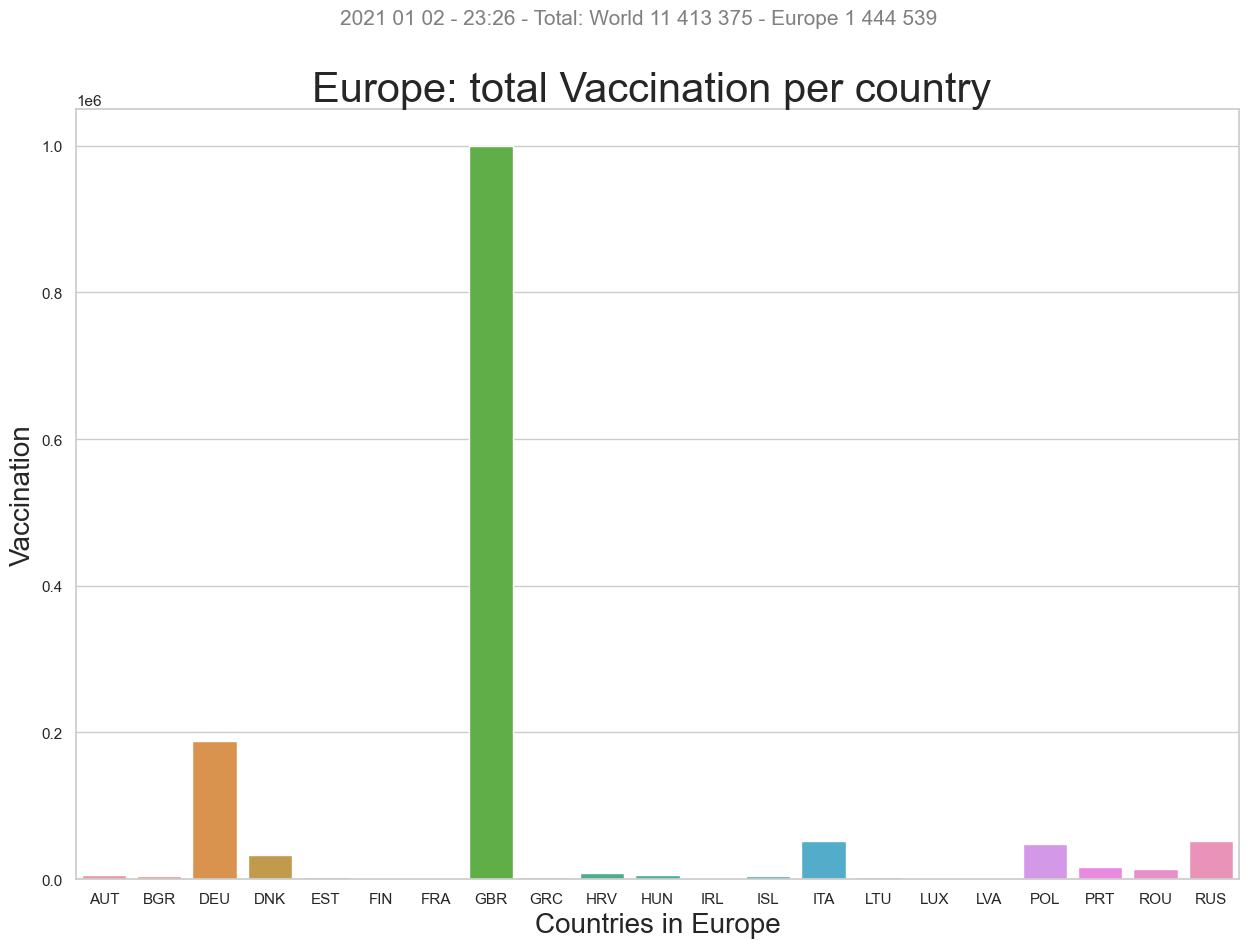 2021 01 02 - 23:26 - Total: World 11 413 375 - Europe 1 444 539
Europe: total Vaccination per country
1e6
1.0
0.8
0.6
0.4
0.2
0.0
Vaccination
AUT BGR DEU DNK EST FIN FRA GBR GRC HRV HUN IRL ISL ITA LTU LUX LVA POL PRT ROU RUS
Countries in Europe